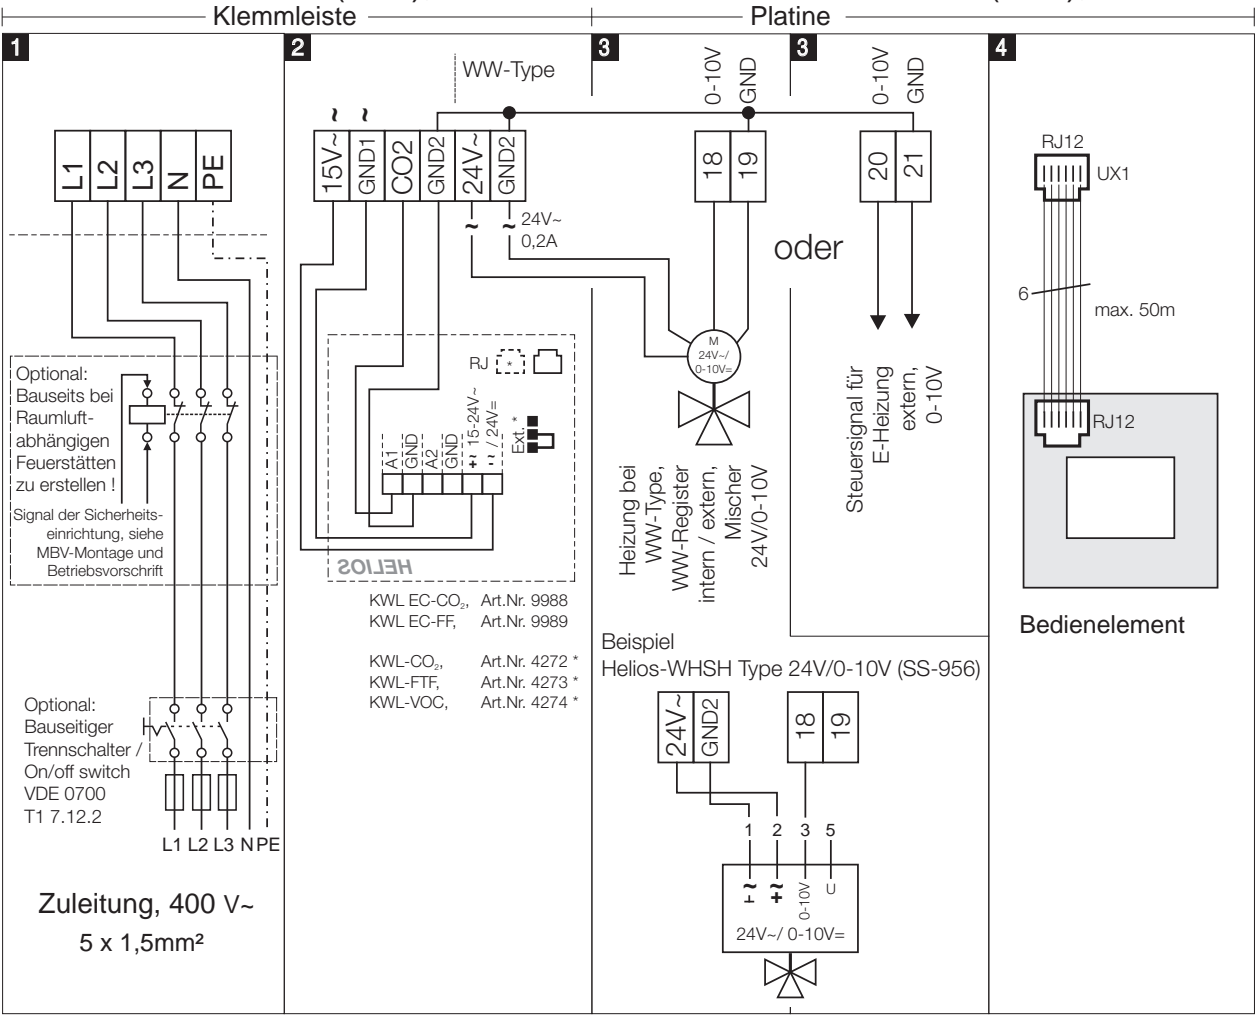 Klemmleiste
Platine
1
L1
L2
L3
N
PE
Optional:
Bauseits bei
Raumluft-
abhängigen
Feuerstätten
zu erstellen !
Signal der Sicherheits-
einrichtung, siehe
MBV-Montage und
Betriebsvorschrift
Optional:
Bauseitiger
Trennschalter /
On/off switch
VDE 0700
T1 7.12.2
L1 L2 L3 N PE
Zuleitung, 400 V~
5 x 1,5mm²
2
WW-Type
~
~
15V~
GND1
CO2
GND2
24V~
GND2
~
~
24V~
0,2A
RJ
*
Ext. *
A1
GND
A2
GND
+~ 15-24V~
-~ / 24V=
HELIOS
KWL EC-CO₂, Art.Nr. 9988
KWL EC-FF, Art.Nr. 9989
KWL-CO₂, Art.Nr. 4272 *
KWL-FTF, Art.Nr. 4273 *
KWL-VOC, Art.Nr. 4274 *
3
0-10V
GND
18
19
M
24V~/
0-10V=
Heizung bei
WW-Type,
WW-Register
intern / extern,
Mischer
24V/0-10V
oder
3
0-10V
GND
20
21
Steuersignal für
E-Heizung
extern,
0-10V
Beispiel
Helios-WHSH Type 24V/0-10V (SS-956)
24V~
GND2
18
19
1
2
3
5
0-10V
U
24V~/ 0-10V=
4
RJ12
UX1
6
max. 50m
RJ12
Bedienelement